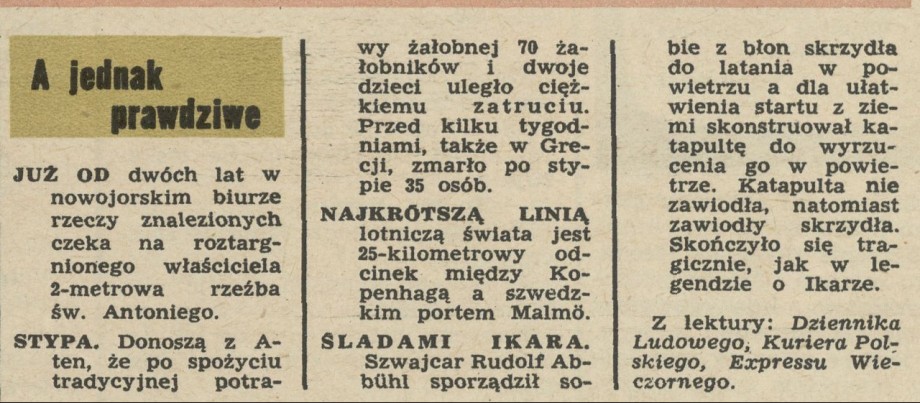 A jednak
prawdziwe
JUŻ OD dwóch lat w
nowojorskim biurze
rzeczy znalezionych
czeka na roztarg-
nionego właściciela
2-metrowa rzeźba
św. Antoniego.
STYPA. Donoszą z A-
ten, że po spożyciu
tradycyjnej potra-
wy żałobnej 70 ża-
łobników i dwoje
dzieci uległo cięż-
kiemu zatruciu.
Przed kilku tygod-
niami, także w Gre-
cji, zmarło po sty-
pie 35 osób.
NAJKRÓTSZĄ LINIĄ
lotniczą świata jest
25-kilometrowy od-
cinek między Ko-
penhagą a szwedz-
kim portem Malmö.
ŚLADAMI IKARA.
Szwajcar Rudolf Ab-
bühl sporządził so-
bie z błon skrzydła
do latania w po-
wietrzu a dla ułat-
wienia startu z zie-
mi skonstruował ka-
tapultę do wyrzu-
cenia go w powie-
trze. Katapulta nie
zawiodła, natomiast
zawiodły skrzydła.
Skończyło się tra-
gicznie, jak w le-
gendzie o Ikarze.
Z lektury: Dziennika
Ludowego, Kuriera Pol-
skiego, Expressu Wie-
czornego.